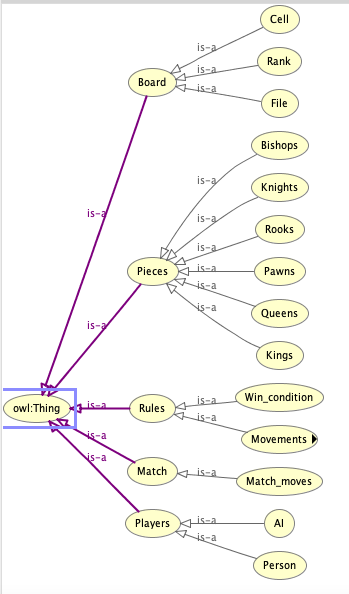 Cell
is-a
Rank
is-a
Board
is-a
File
Bishops
is-a
Knights
is-a
is-a
Rooks
is-a
Pieces
is-a
Pawns
is-a
Queens
is-a
is-a
Kings
Win_condition
owl:Thing
is-a
Rules
is-a
is-a
Movements
is-a
is-a
Match
is-a
Match_moves
Players
is-a
AI
is-a
Person